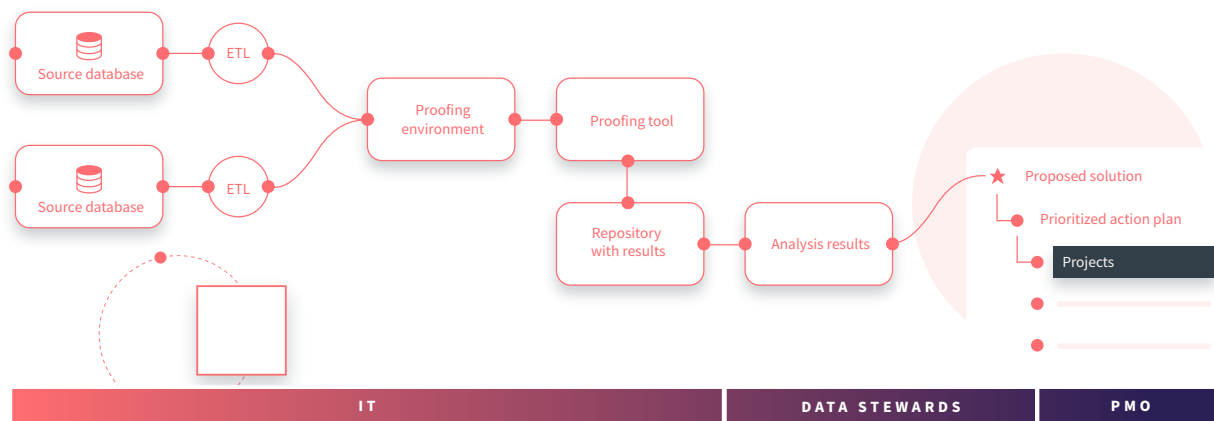 Source database
ETL
Source database
ETL
Proofing
environment
Proofing tool
Repository
with results
Analysis results
Proposed solution
Prioritized action plan
Projects
IT
DATA STEWARDS
PMO